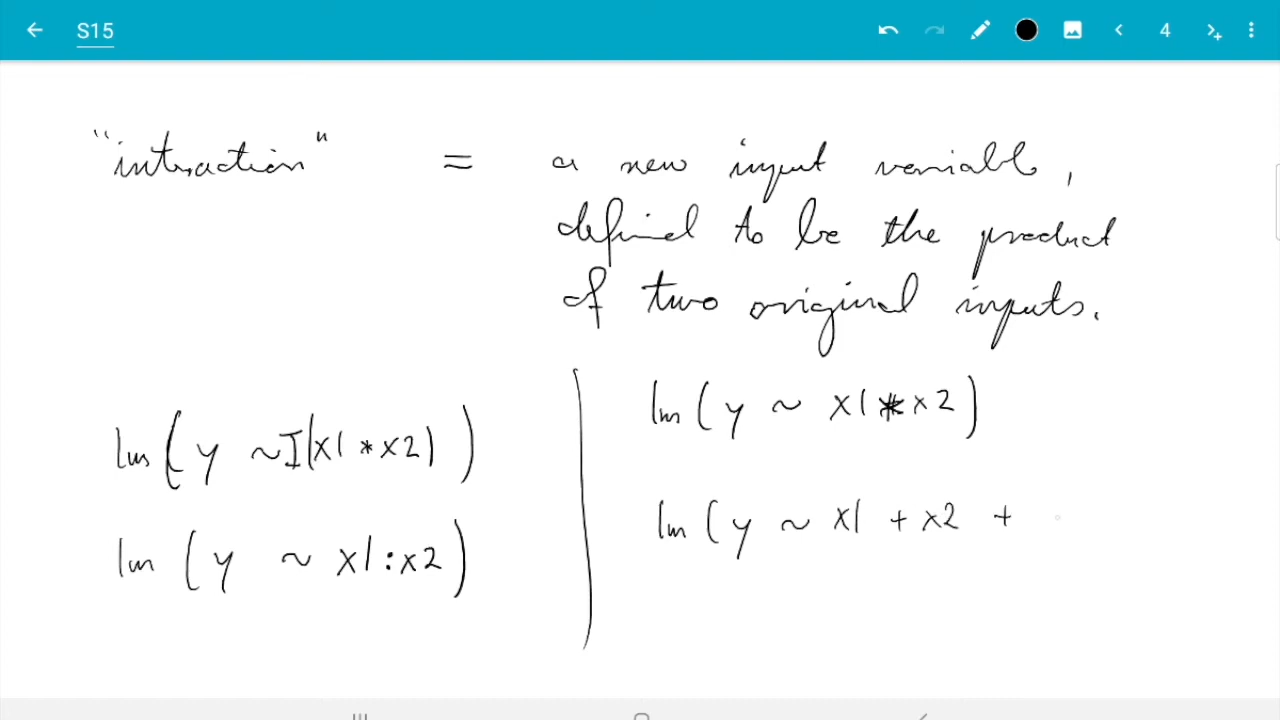 S15
4
"interaction" = a new input variable,
defined to be the product
of two original inputs.
lm(y ~ I(x1 * x2))
lm(y ~ x1:x2)
lm(y ~ x1*x2)
lm(y ~ x1 + x2 +